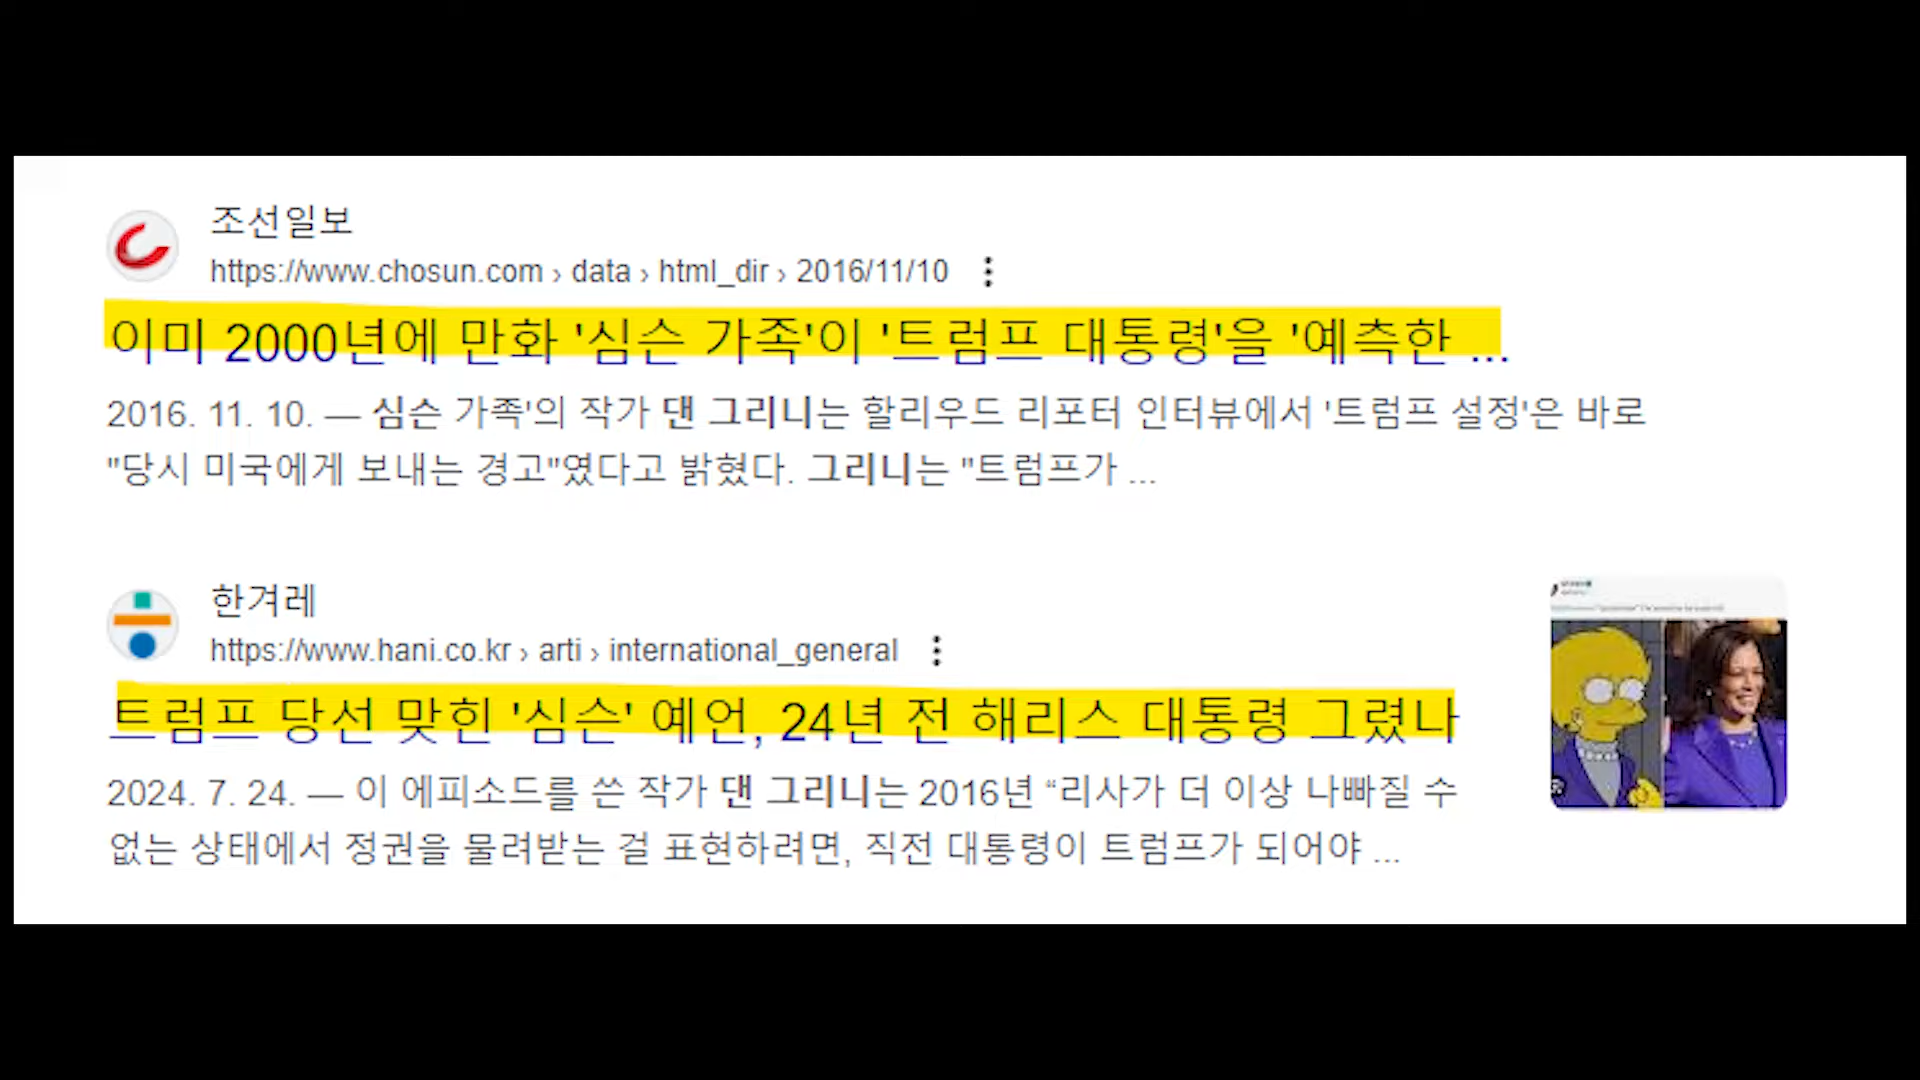 조선일보
https://www.chosun.com › data › html_dir › 2016/11/10
이미 2000년에 만화 '심슨 가족'이 '트럼프 대통령'을 '예측한 ...
2016. 11. 10. — 심슨 가족'의 작가 댄 그리니는 할리우드 리포터 인터뷰에서 '트럼프 설정'은 바로
"당시 미국에게 보내는 경고"였다고 밝혔다. 그리니는 "트럼프가 ...
한겨레
https://www.hani.co.kr › arti › international_general
트럼프 당선 맞힌 '심슨' 예언, 24년 전 해리스 대통령 그렸나
2024. 7. 24. — 이 에피소드를 쓴 작가 댄 그리니는 2016년 “리사가 더 이상 나빠질 수
없는 상태에서 정권을 물려받는 걸 표현하려면, 직전 대통령이 트럼프가 되어야 ...